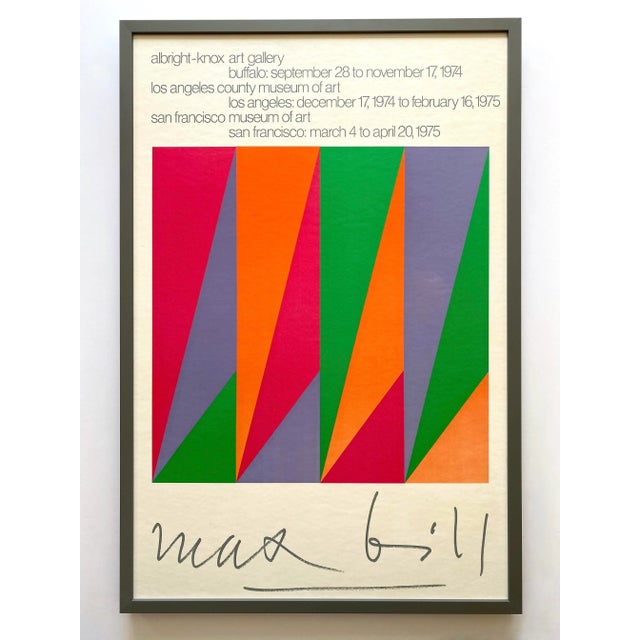 albright-knox art gallery
buffalo: september 28 to november 17, 1974
los angeles county museum of art
los angeles: december 17, 1974 to february 16, 1975
san francisco museum of art
san francisco: march 4 to april 20, 1975
max bill